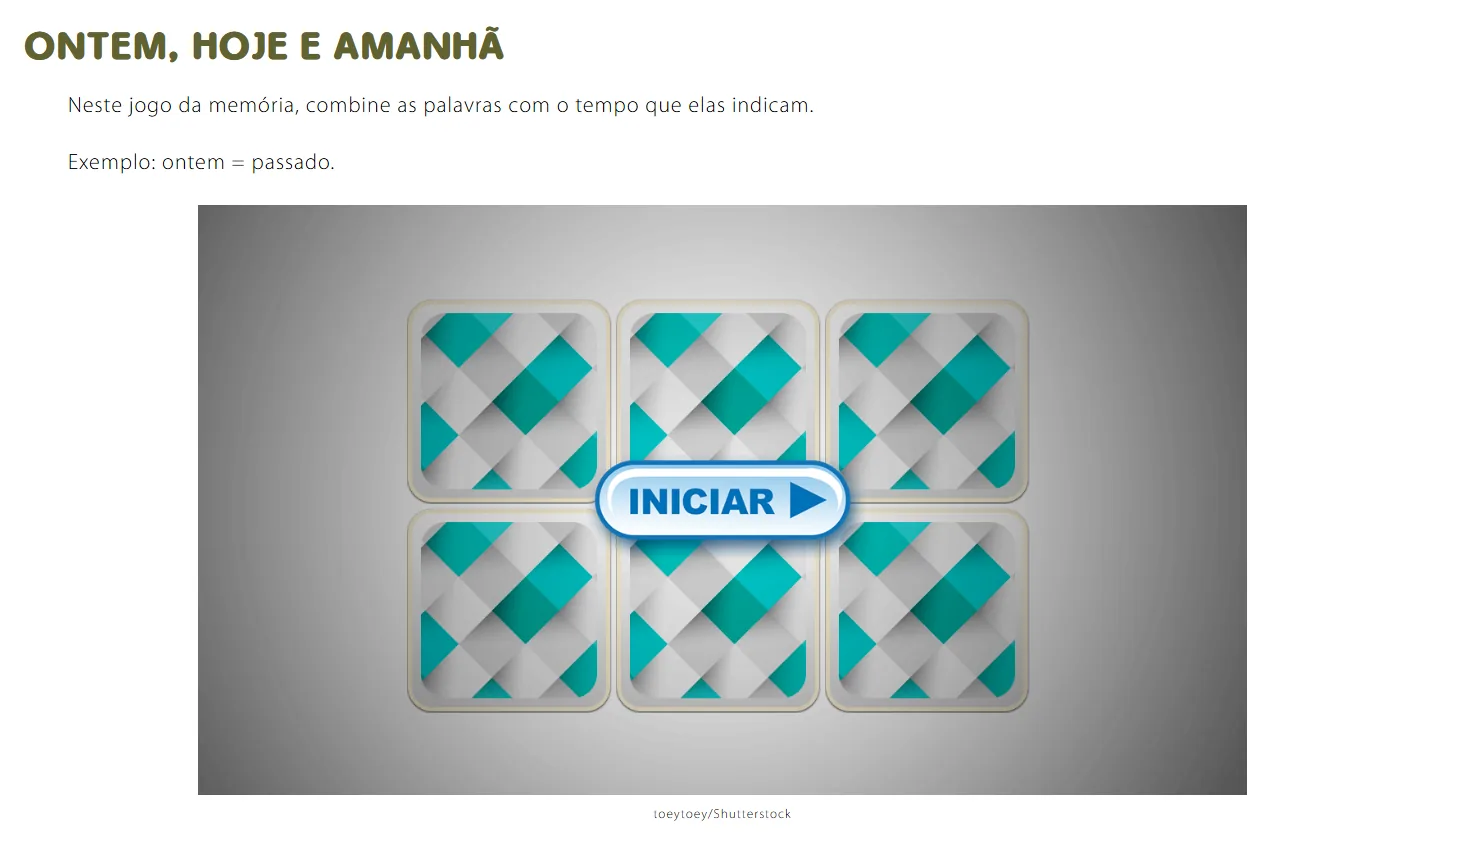 ONTEM, HOJE E AMANHÃ
Neste jogo da memória, combine as palavras com o tempo que elas indicam.
Exemplo: ontem = passado.
INICIAR
toeytoey/Shutterstock